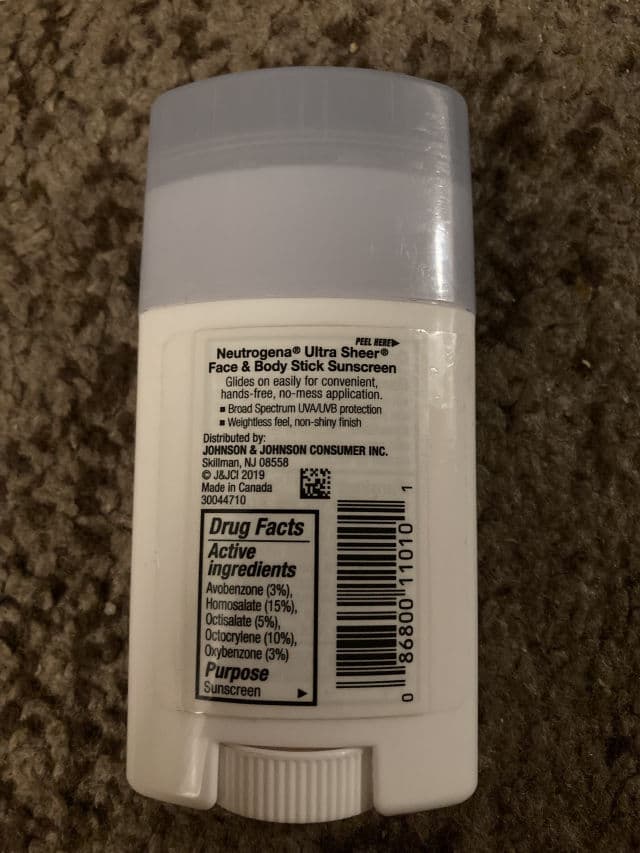 PEEL HERE▶
Neutrogena® Ultra Sheer®
Face & Body Stick Sunscreen
Glides on easily for convenient,
hands-free, no-mess application.
▪ Broad Spectrum UVA/UVB protection
▪ Weightless feel, non-shiny finish
Distributed by:
JOHNSON & JOHNSON CONSUMER INC.
Skillman, NJ 08558
© J&JCI 2019
Made in Canada
30044710
Drug Facts
Active
ingredients
Avobenzone (3%),
Homosalate (15%),
Octisalate (5%),
Octocrylene (10%),
Oxybenzone (3%)
Purpose
Sunscreen ▶
0 86800 11010 1